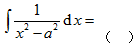 ∫ 1/(x² − a²) dx = ( )